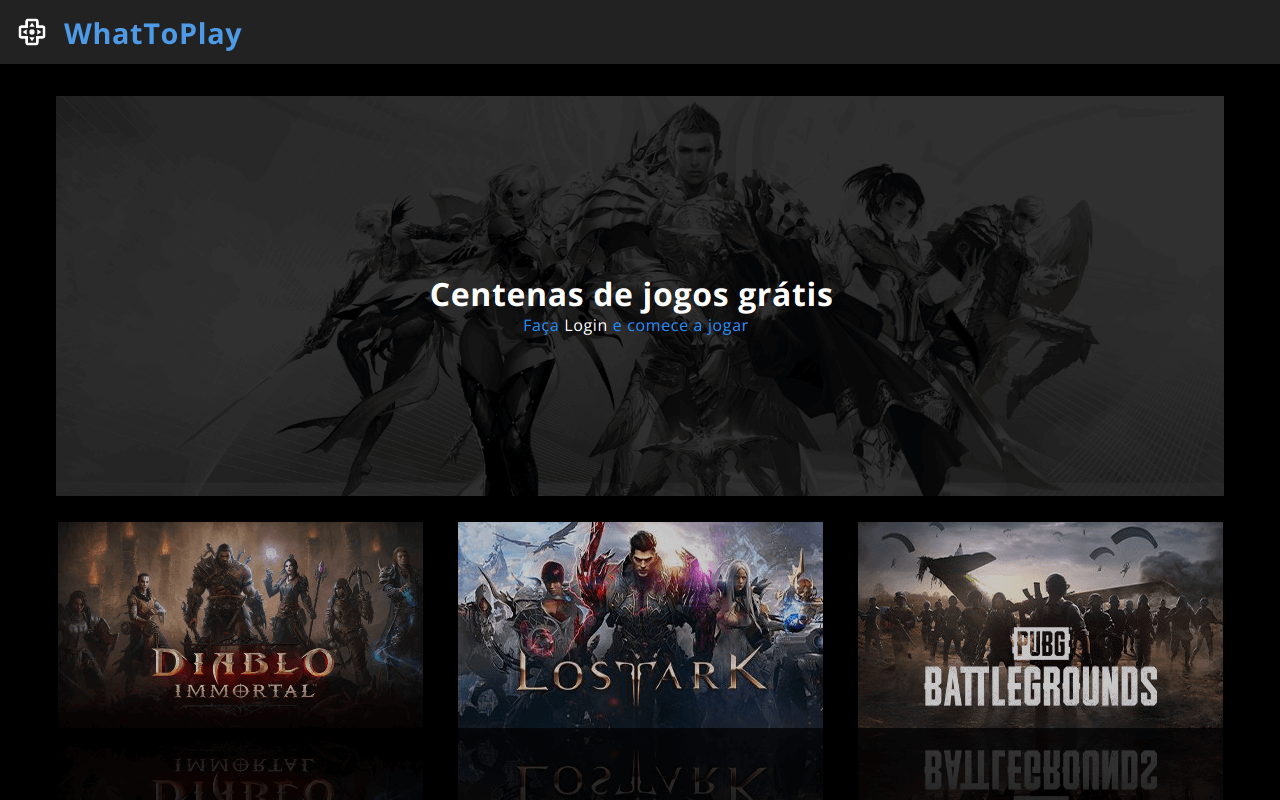 WhatToPlay
Centenas de jogos grátis
Faça Login e comece a jogar
DIABLO
IMMORTAL
LOST ARK
PUBG
BATTLEGROUNDS